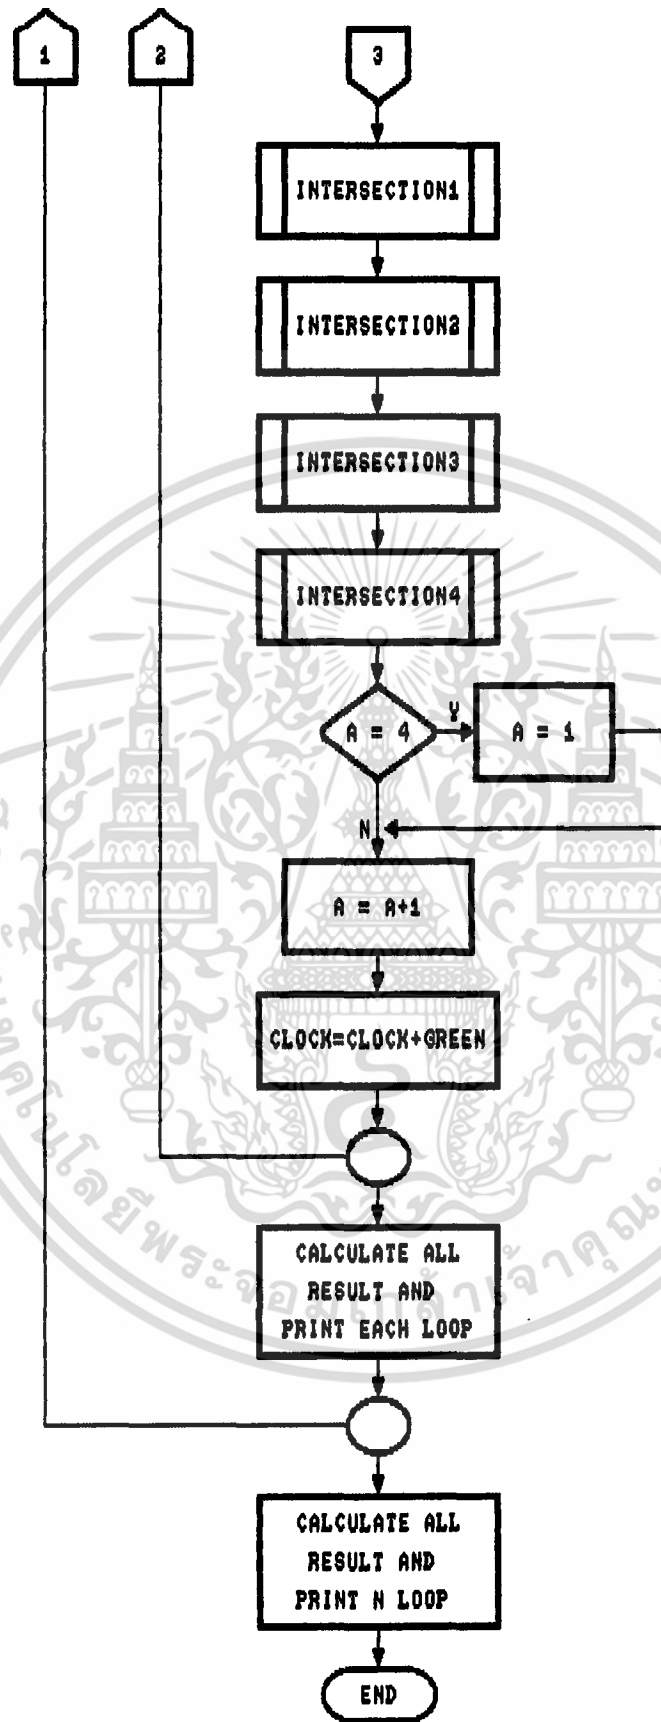 1
2
3
INTERSECTION1
INTERSECTION2
INTERSECTION3
INTERSECTION4
A = 4
Y
A = 1
N
A = A+1
CLOCK=CLOCK+GREEN
CALCULATE ALL
RESULT AND
PRINT EACH LOOP
CALCULATE ALL
RESULT AND
PRINT N LOOP
END